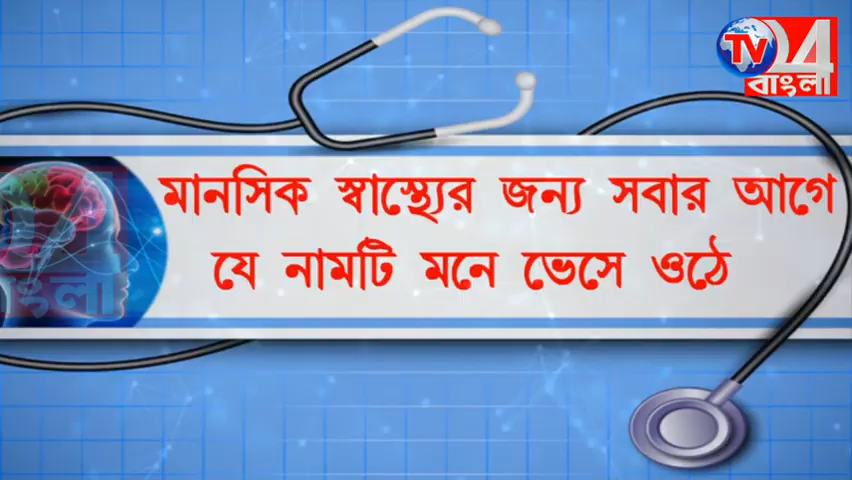 TV 24
বাংলা
মানসিক স্বাস্থ্যের জন্য সবার আগে
যে নামটি মনে ভেসে ওঠে
বাংলা